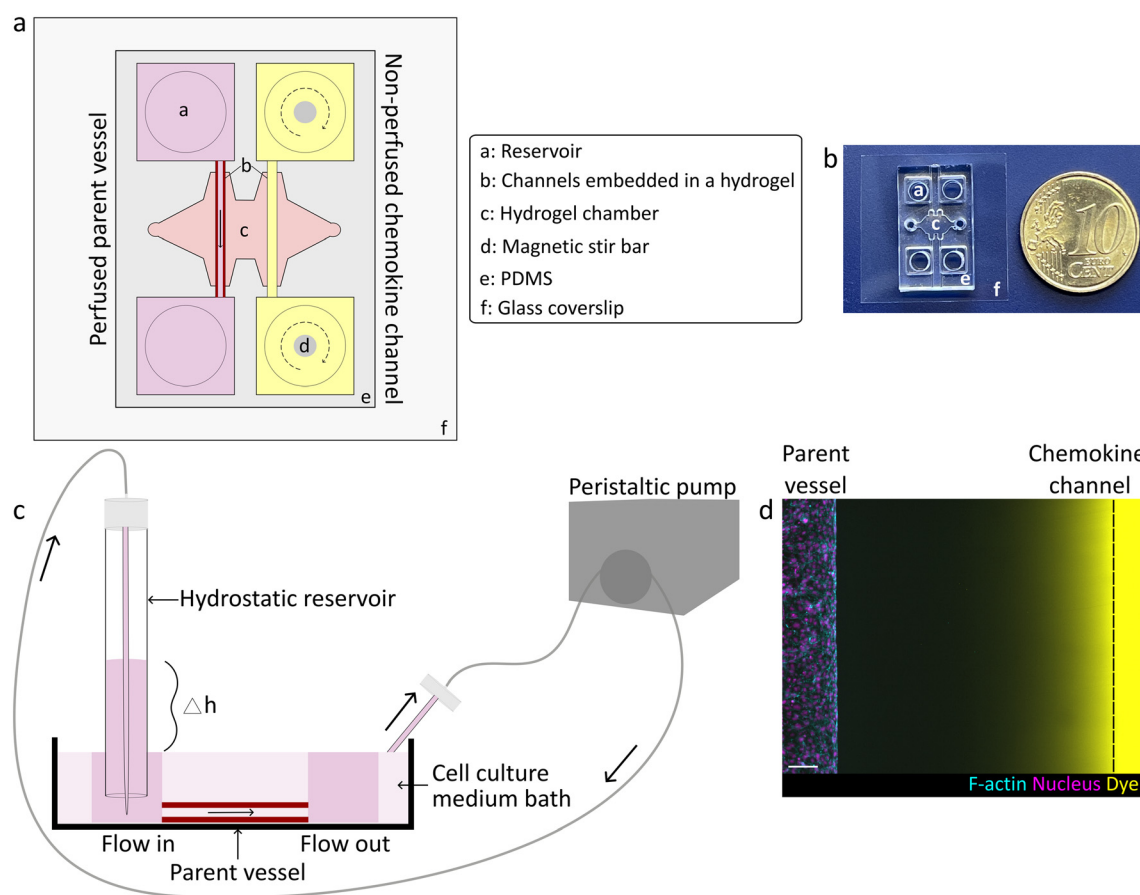 a
Perfused parent vessel
Non-perfused chemokine channel
a
b
c
d
e
f
a: Reservoir
b: Channels embedded in a hydrogel
c: Hydrogel chamber
d: Magnetic stir bar
e: PDMS
f: Glass coverslip
b
a
c
e
f
10
EURO
CENT
c
Hydrostatic reservoir
△h
Peristaltic pump
Cell culture
medium bath
Flow in
Flow out
Parent vessel
d
Parent
vessel
Chemokine
channel
F-actin Nucleus Dye